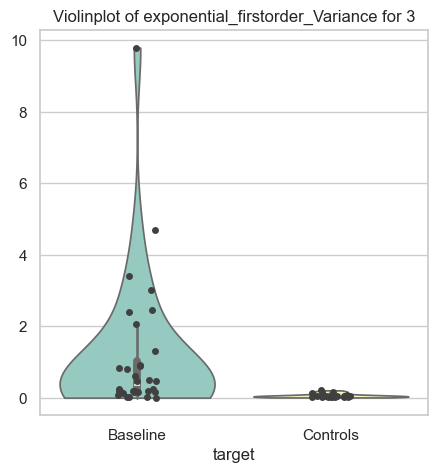 Violinplot of exponential_firstorder_Variance for 3
10
8
6
4
2
0
Baseline
Controls
target